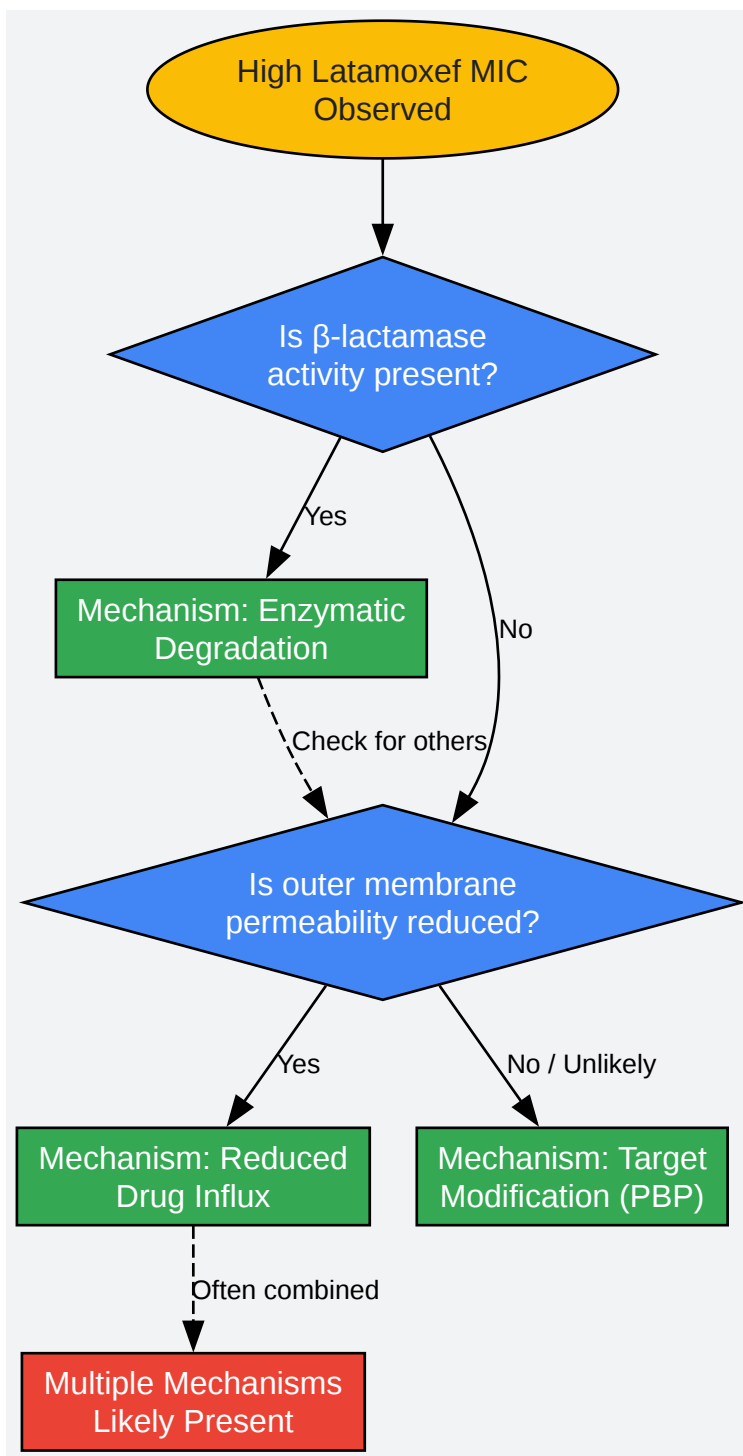 High Latamoxef MIC
Observed
Is β-lactamase
activity present?
Yes
Mechanism: Enzymatic
Degradation
No
Check for others
Is outer membrane
permeability reduced?
Yes
No / Unlikely
Mechanism: Reduced
Drug Influx
Mechanism: Target
Modification (PBP)
Often combined
Multiple Mechanisms
Likely Present